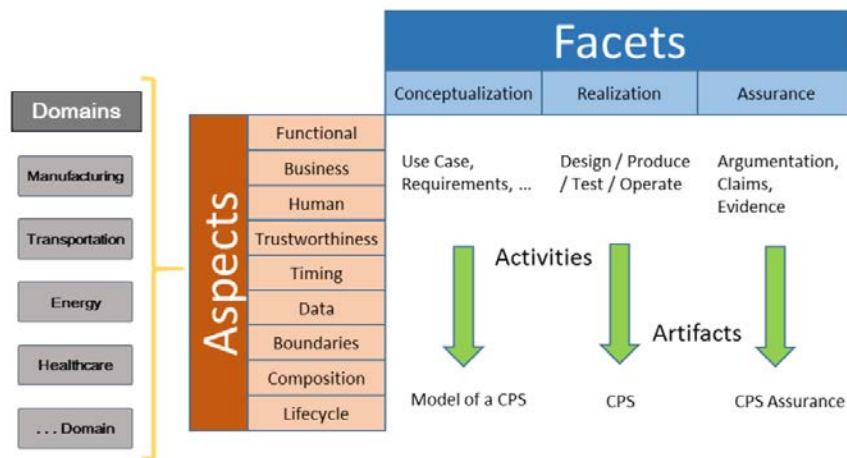 Facets
Conceptualization
Realization
Assurance
Domains
Manufacturing
Transportation
Energy
Healthcare
... Domain
Aspects
Functional
Business
Human
Trustworthiness
Timing
Data
Boundaries
Composition
Lifecycle
Use Case,
Requirements, ...
Design / Produce
/ Test / Operate
Argumentation,
Claims,
Evidence
Activities
Artifacts
Model of a CPS
CPS
CPS Assurance